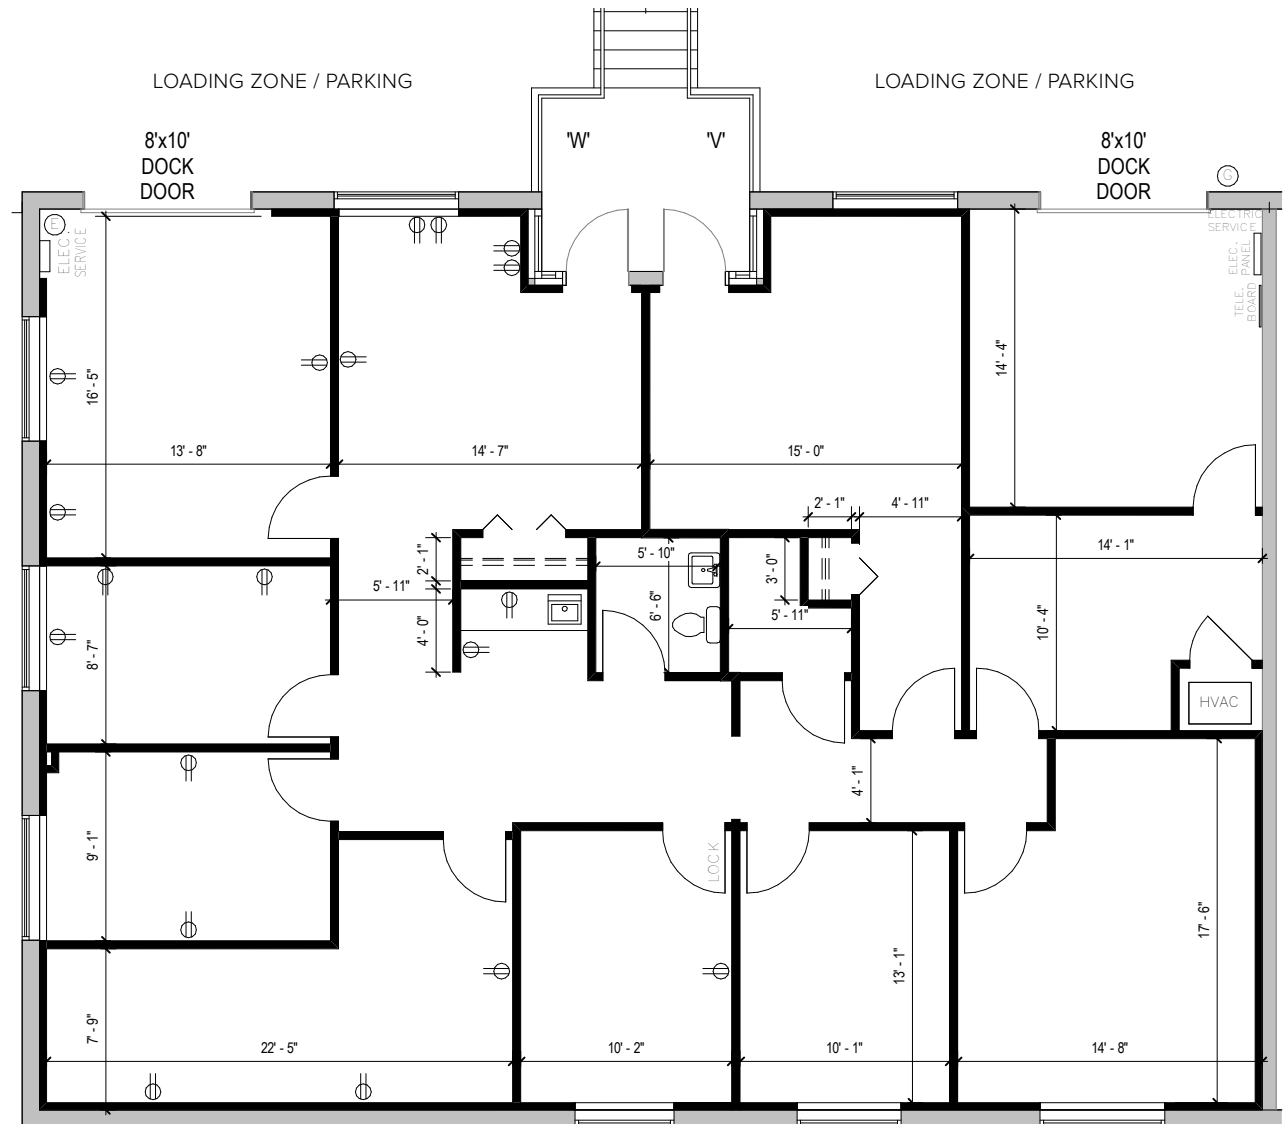 LOADING ZONE / PARKING
LOADING ZONE / PARKING
8'x10'
DOCK
DOOR
'W'
'V'
8'x10'
DOCK
DOOR
G
E
ELEC.
SERVICE
ELECTRIC
SERVICE
ELEC.
PANEL
TELE.
BOARD
16' - 5"
14' - 4"
13' - 8"
14' - 7"
15' - 0"
2' - 1"
4' - 11"
2' - 1"
5' - 10"
3' - 0"
14' - 1"
5' - 11"
6' - 6"
5' - 11"
4' - 0"
10' - 4"
8' - 7"
HVAC
4' - 1"
9' - 1"
LOCK
17' - 6"
13' - 1"
7' - 9"
22' - 5"
10' - 2"
10' - 1"
14' - 8"